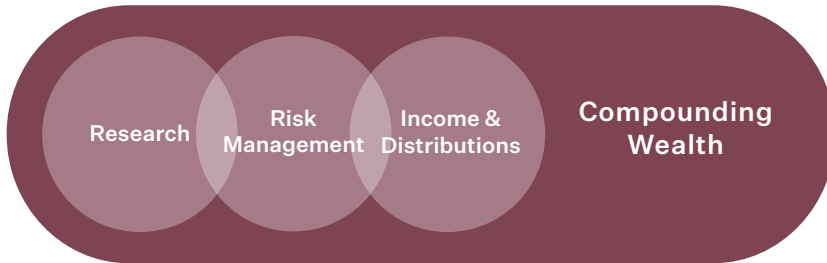 Research
Risk
Management
Income &
Distributions
Compounding
Wealth